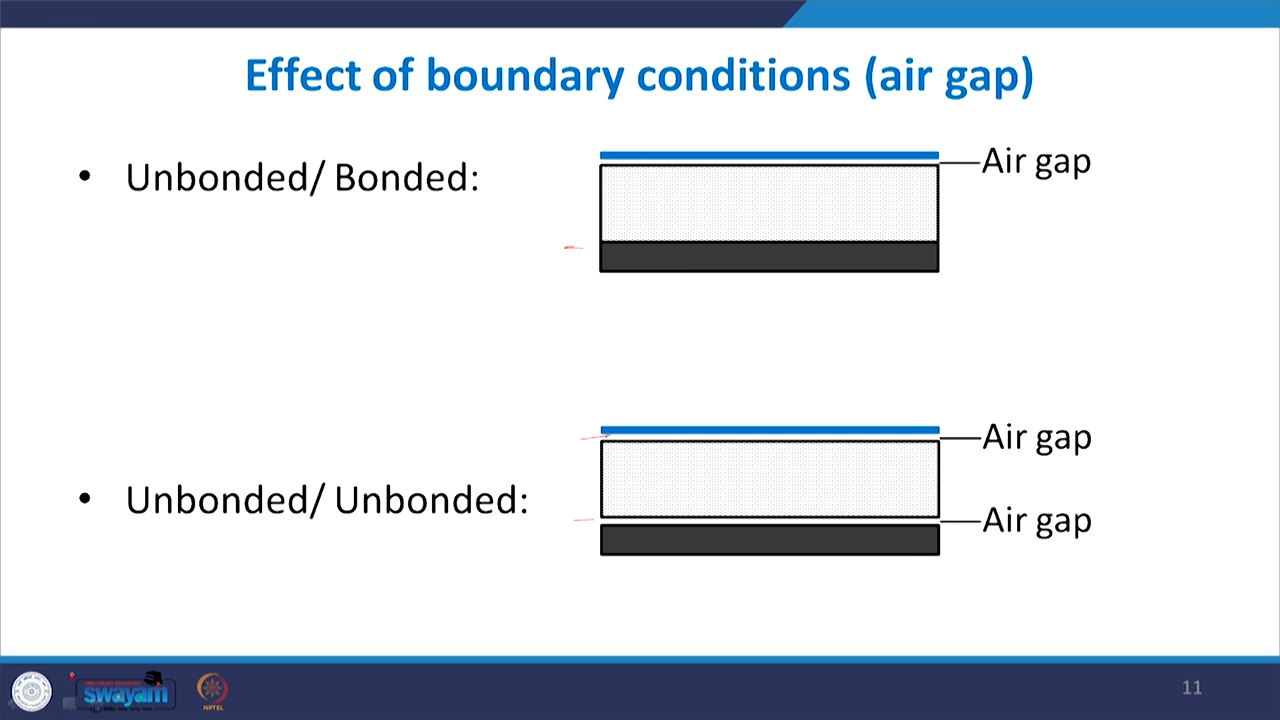 Effect of boundary conditions (air gap)
• Unbonded/ Bonded:
Air gap
Air gap
• Unbonded/ Unbonded:
Air gap
swayam
NPTEL
11